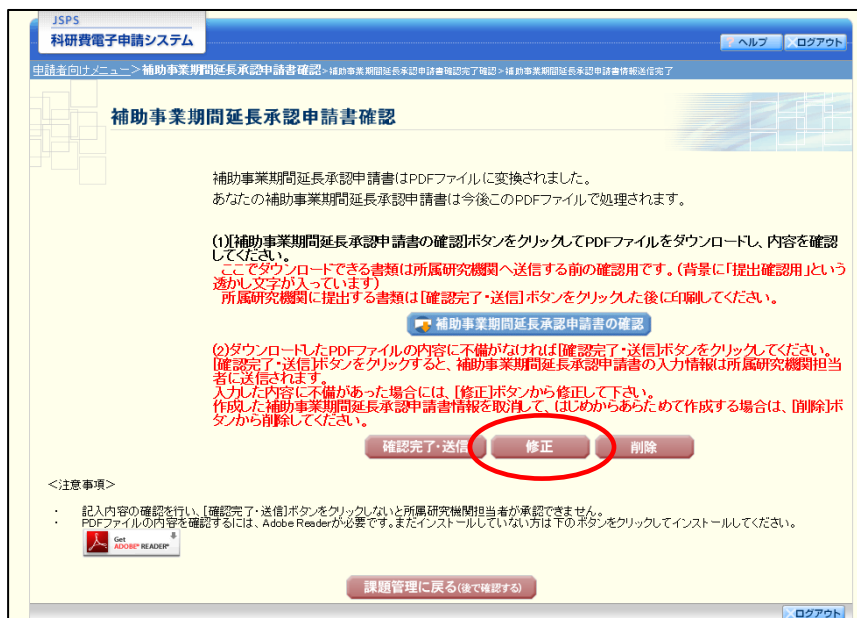 JSPS
科研費電子申請システム
ヘルプ
ログアウト
申請者向けメニュー>補助事業期間延長承認申請書確認>補助事業期間延長承認申請書確認完了確認>補助事業期間延長承認申請書情報送信完了
補助事業期間延長承認申請書確認
補助事業期間延長承認申請書はPDFファイルに変換されました。
あなたの補助事業期間延長承認申請書は今後このPDFファイルで処理されます。
(1)[補助事業期間延長承認申請書の確認]ボタンをクリックしてPDFファイルをダウンロードし、内容を確認
してください。
ここでダウンロードできる書類は所属研究機関へ送信する前の確認用です。(背景に「提出確認用」という
透かし文字が入っています)
所属研究機関に提出する書類は[確認完了・送信]ボタンをクリックした後に印刷してください。
補助事業期間延長承認申請書の確認
(2)ダウンロードしたPDFファイルの内容に不備がなければ[確認完了・送信]ボタンをクリックしてください。
[確認完了・送信]ボタンをクリックすると、補助事業期間延長承認申請書の入力情報は所属研究機関担当
者に送信されます。
入力した内容に不備があった場合には、[修正]ボタンから修正して下さい。
作成した補助事業期間延長承認申請書情報を取消して、はじめからあらためて作成する場合は、[削除]ボ
タンから削除してください。
確認完了・送信
修正
削除
<注意事項>
・ 記入内容の確認を行い、[確認完了・送信]ボタンをクリックしないと所属研究機関担当者が承認できません。
・ PDFファイルの内容を確認するには、Adobe Readerが必要です。まだインストールしていない方は下のボタンをクリックしてインストールしてください。
Get
ADOBE® READER®
課題管理に戻る(後で確認する)
ログアウト